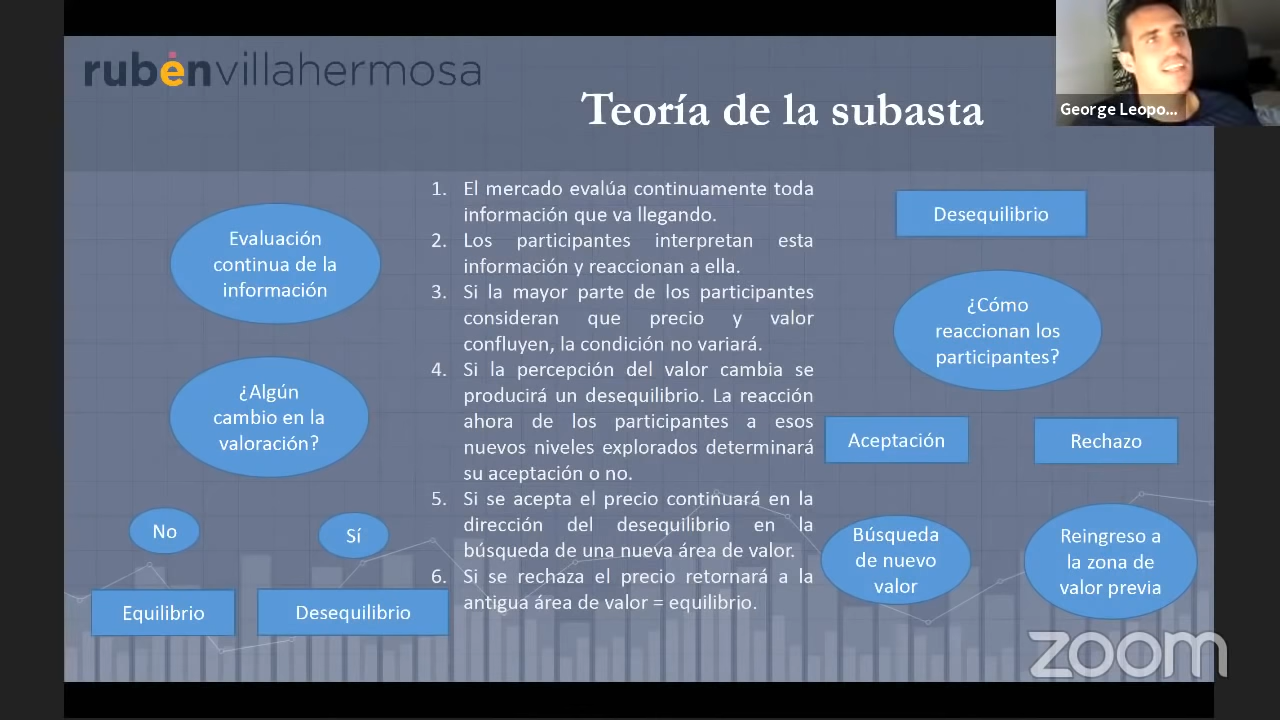 rubénvillahermosa
Teoría de la subasta
George Leopo...
Evaluación
continua de la
información
¿Algún
cambio en la
valoración?
No
Sí
Equilibrio
Desequilibrio
1. El mercado evalúa continuamente toda
información que va llegando.
2. Los participantes interpretan esta
información y reaccionan a ella.
3. Si la mayor parte de los participantes
consideran que precio y valor
confluyen, la condición no variará.
4. Si la percepción del valor cambia se
producirá un desequilibrio. La reacción
ahora de los participantes a esos
nuevos niveles explorados determinará
su aceptación o no.
5. Si se acepta el precio continuará en la
dirección del desequilibrio en la
búsqueda de una nueva área de valor.
6. Si se rechaza el precio retornará a la
antigua área de valor = equilibrio.
Desequilibrio
¿Cómo
reaccionan los
participantes?
Aceptación
Rechazo
Búsqueda
de nuevo
valor
Reingreso a
la zona de
valor previa
zoom